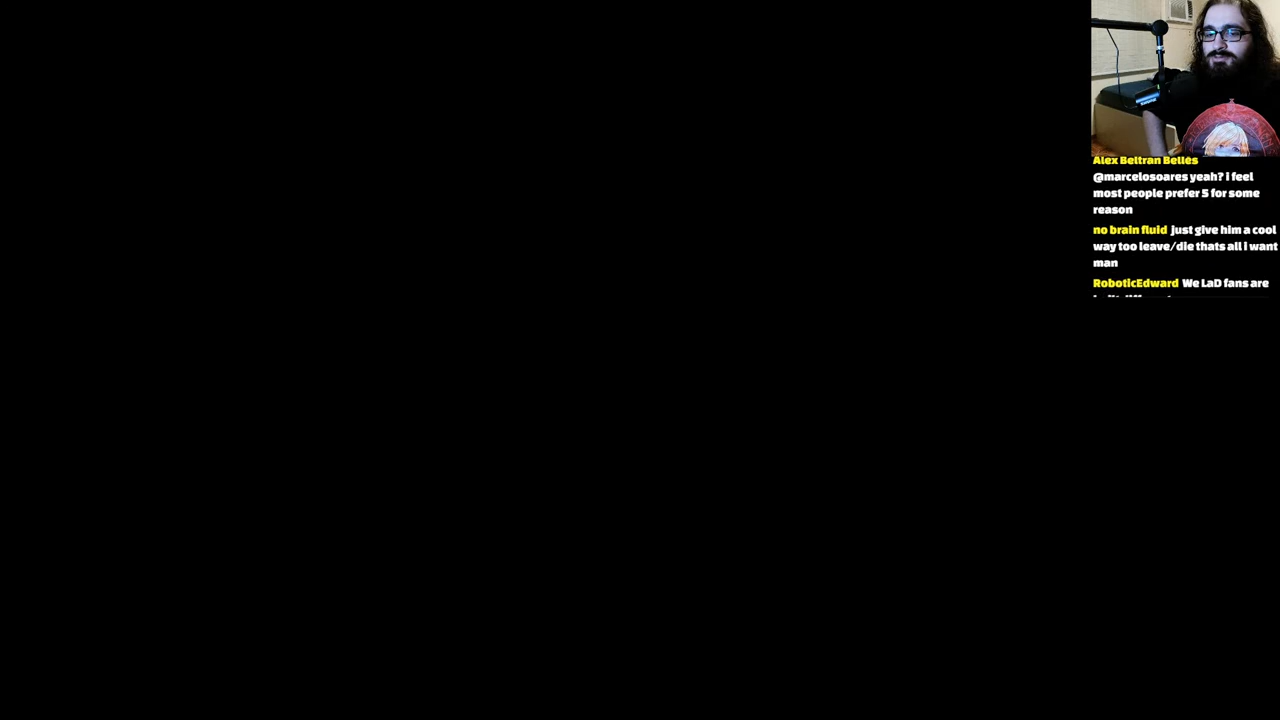 Alex Beltran Belles
@marcelosoares yeah? i feel
most people prefer 5 for some
reason
no brain fluid just give him a cool
way too leave/die thats all i want
man
RoboticEdward We LaD fans are